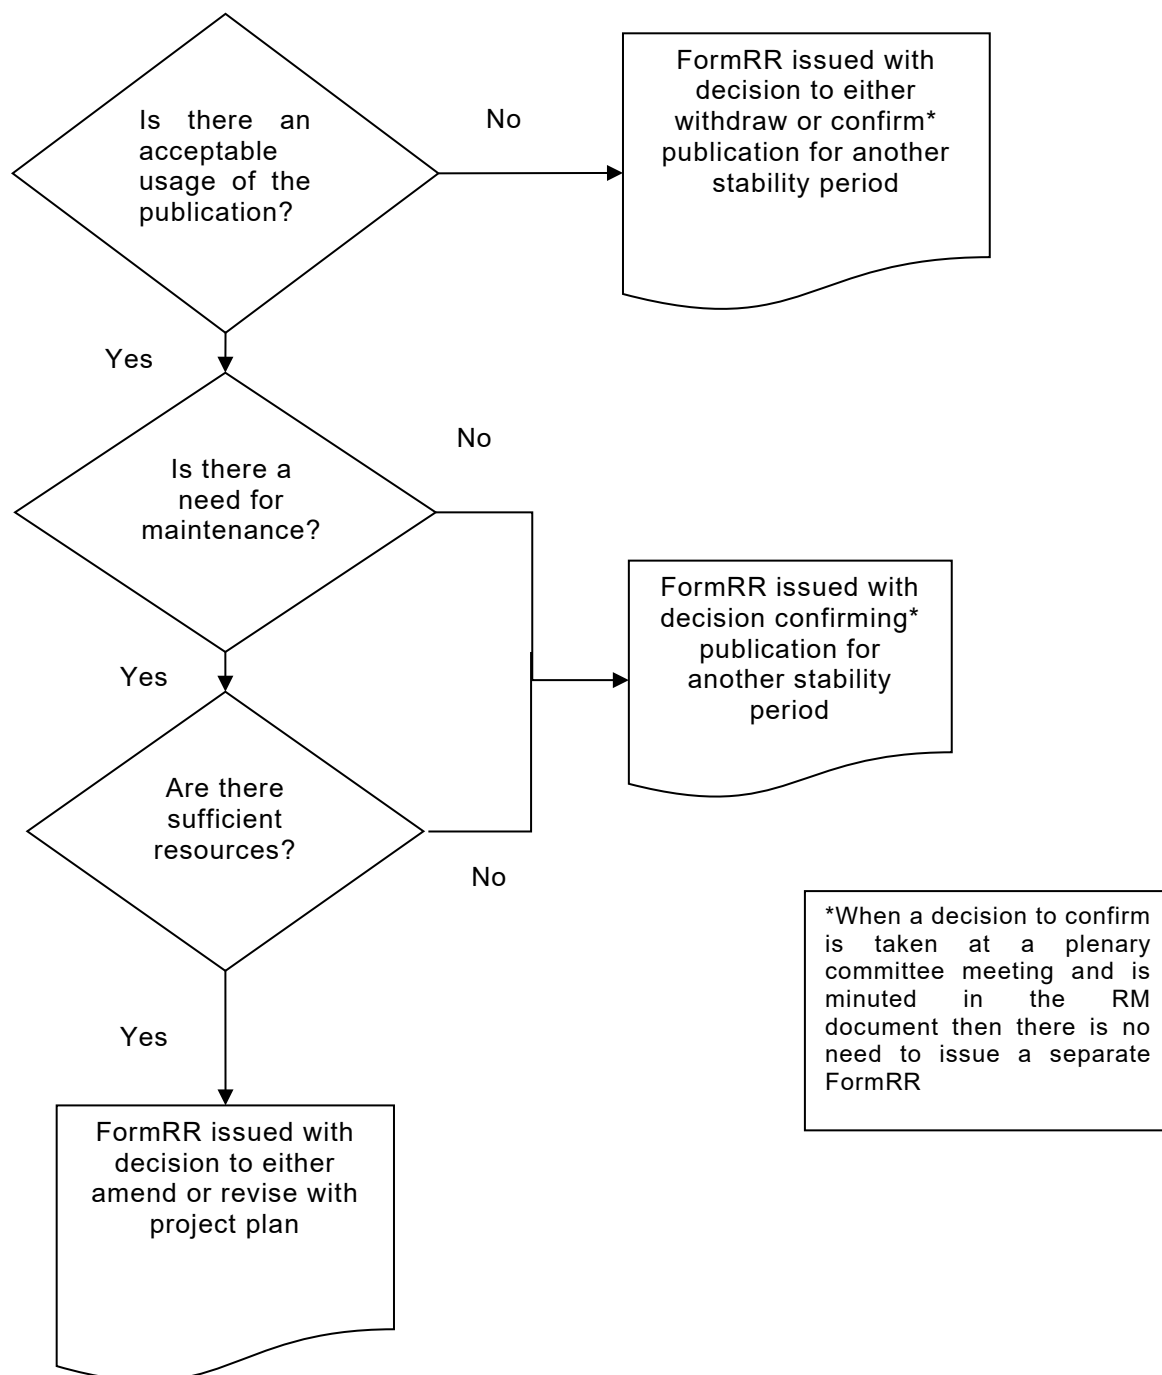 Is there an
acceptable
usage of the
publication?
No
FormRR issued with
decision to either
withdraw or confirm*
publication for another
stability period
Yes
Is there a
need for
maintenance?
No
FormRR issued with
decision confirming*
publication for
another stability
period
Yes
Are there
sufficient
resources?
No
*When a decision to confirm
is taken at a plenary
committee meeting and is
minuted in the RM
document then there is no
need to issue a separate
FormRR
Yes
FormRR issued with
decision to either
amend or revise with
project plan